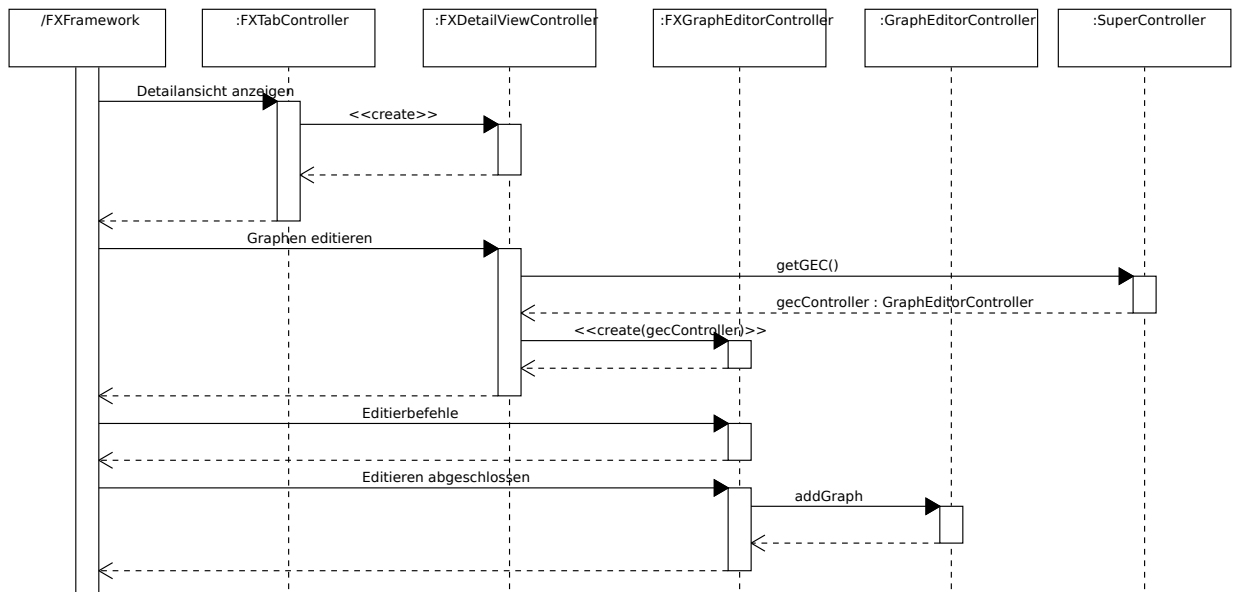 /FXFramework
:FXTabController
:FXDetailViewController
:FXGraphEditorController
:GraphEditorController
:SuperController
Detailansicht anzeigen
<<create>>
Graphen editieren
getGEC()
gecController : GraphEditorController
<<create(gecController)>>
Editierbefehle
Editieren abgeschlossen
addGraph